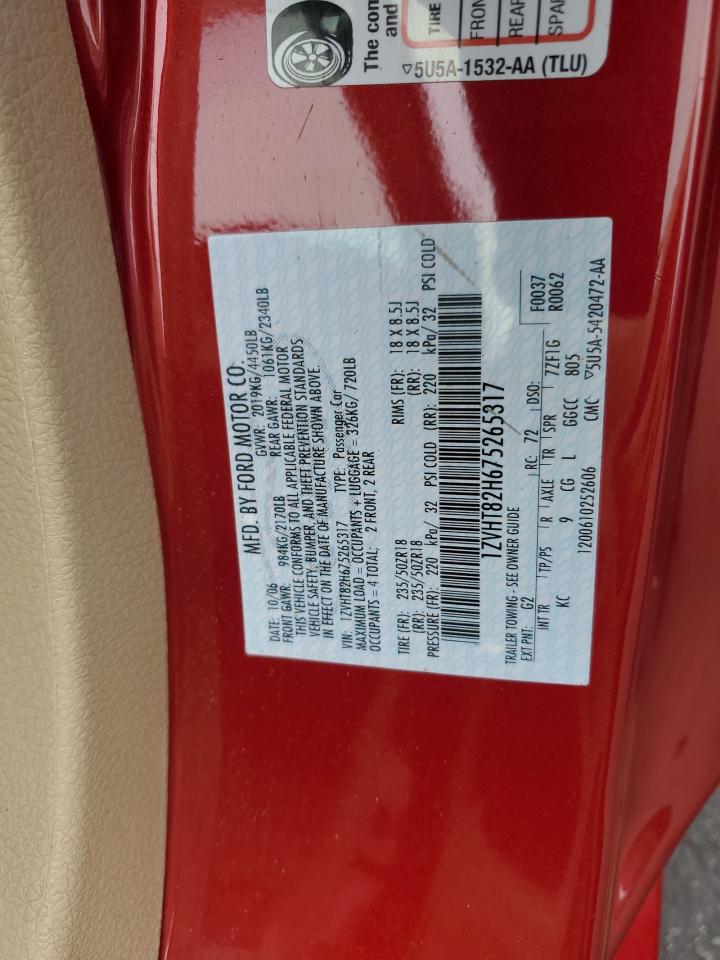 The con
and
TIRE
FRON
REAR
SPAR
▽5U5A-1532-AA (TLU)
MFD. BY FORD MOTOR CO.
DATE: 10/06 GVWR: 2019KG/4450LB
FRONT GAWR: 984KG/2170LB REAR GAWR: 1061KG/2340LB
THIS VEHICLE CONFORMS TO ALL APPLICABLE FEDERAL MOTOR
VEHICLE SAFETY, BUMPER, AND THEFT PREVENTION STANDARDS
IN EFFECT ON THE DATE OF MANUFACTURE SHOWN ABOVE.
VIN: 1ZVHT82H675265317 TYPE: Passenger Car
MAXIMUM LOAD = OCCUPANTS + LUGGAGE = 326KG/ 720LB
OCCUPANTS = 4 TOTAL; 2 FRONT, 2 REAR
TIRE (FR): 235/50ZR18 RIMS (FR): 18 X 8.5J
(RR): 235/50ZR18 (RR): 18 X 8.5J
PRESSURE (FR): 220 kPa/ 32 PSI COLD (RR): 220 kPa/ 32 PSI COLD
1ZVHT82H675265317
TRAILER TOWING - SEE OWNER GUIDE F0037
EXT PNT: G2 RC: 72 DSO: R0062
INT TR TP/PS R AXLE TR SPR 7ZF1G
KC 9 CG L GGCC 805
1200610252606 CMC ▽5U5A-5420472-AA